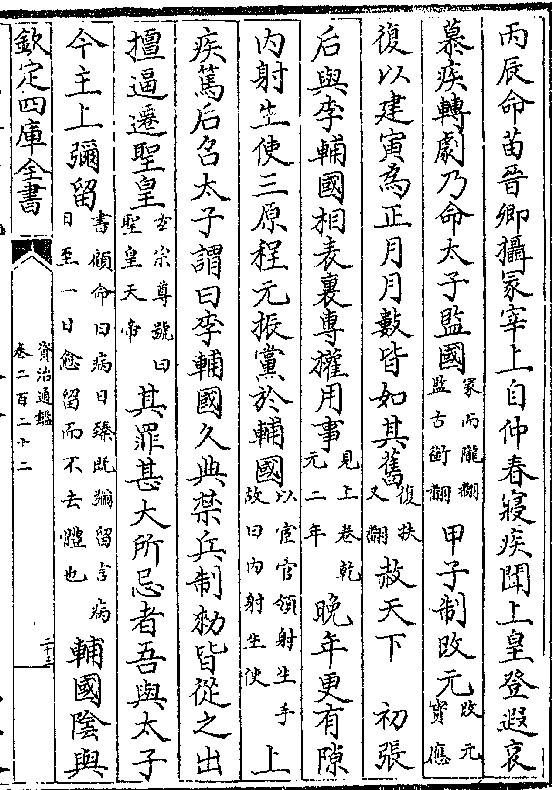 丙辰命苗晉卿攝冢宰上自仲春寢疾聞上皇登遐哀
慕疾轉劇乃命太子監國冢而隴翻監古銜翻甲子制改元改元寶應
復以建寅為正月月數皆如其舊復扶又翻赦天下 初張
后與李輔國相表裏專權用事見上卷乾元二年晚年更有隙
内射生使三原程元振黨於輔國以宦官領射生手故曰内射生使上
疾篤后召太子謂曰李輔國久典禁兵制敕皆從之出
擅逼遷聖皇玄宗尊號曰聖皇天帝其罪甚大所忌者吾與太子
今主上彌留書顧命曰病日臻既彌留言病日至一日愈留而不去體也輔國陰與
欽定四庫全書
資治通鑑
卷二百二十二
二十三